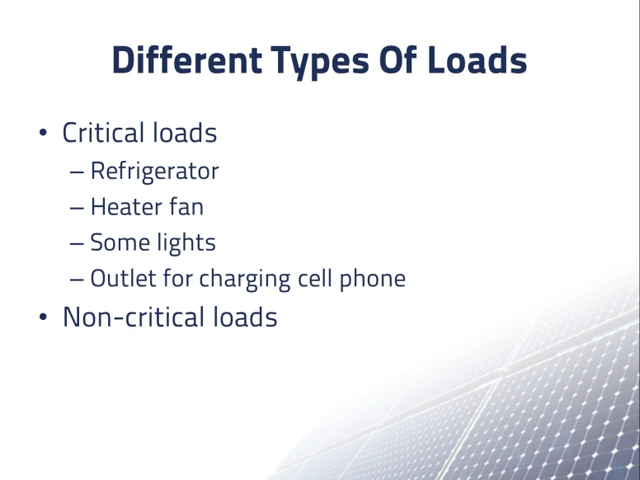 Different Types Of Loads
• Critical loads
– Refrigerator
– Heater fan
– Some lights
– Outlet for charging cell phone
• Non-critical loads